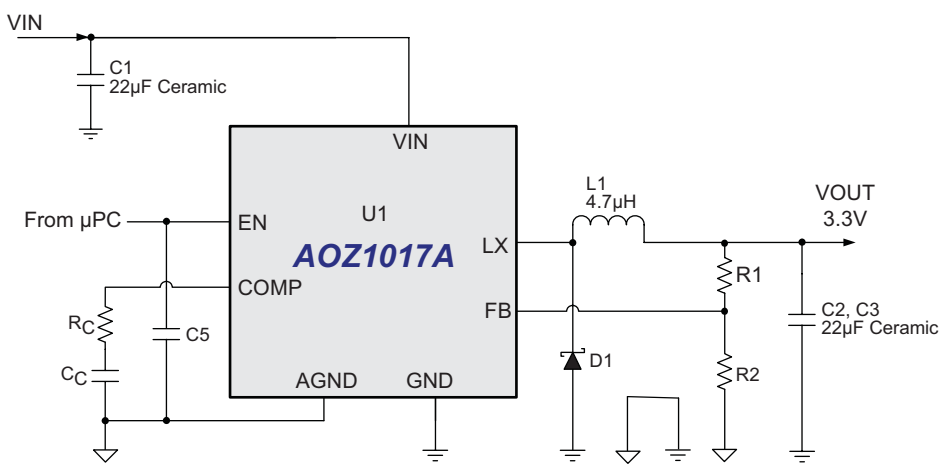 VIN
C1
22µF Ceramic
VIN
U1
AOZ1017A
From µPC
EN
COMP
LX
FB
AGND
GND
RC
CC
C5
L1
4.7µH
VOUT
3.3V
R1
C2, C3
22µF Ceramic
D1
R2